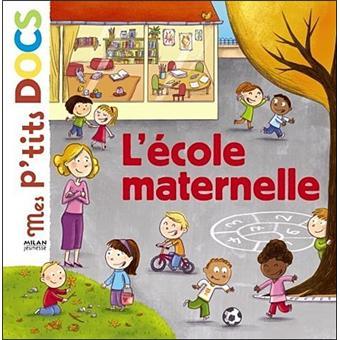 Mes p'tits DOCS
L'école
maternelle
MILAN
jeunesse